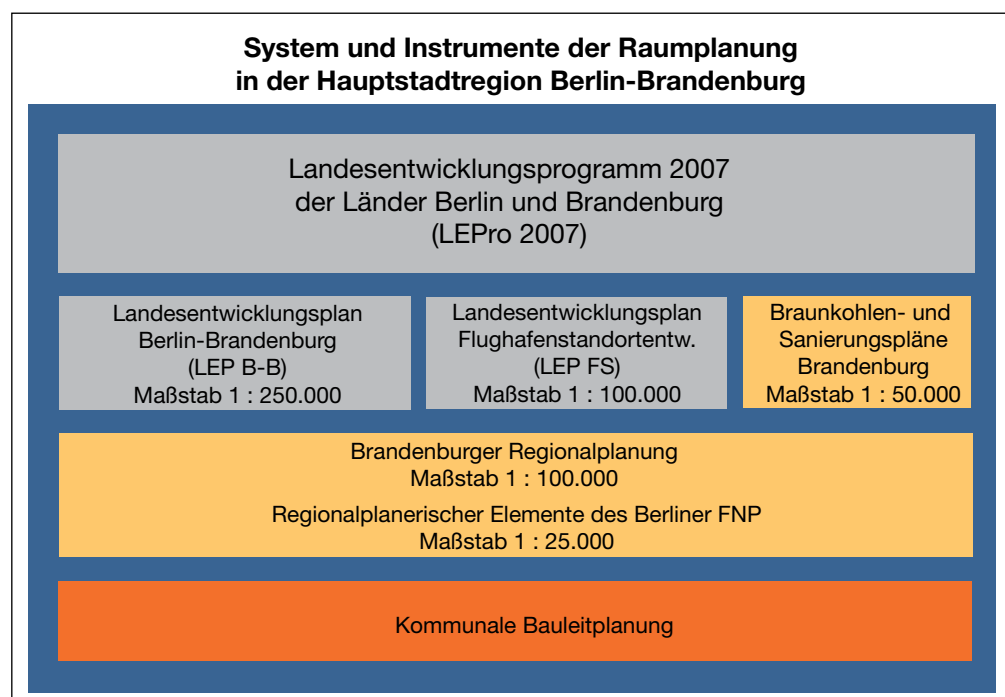 System und Instrumente der Raumplanung
in der Hauptstadtregion Berlin-Brandenburg
Landesentwicklungsprogramm 2007
der Länder Berlin und Brandenburg
(LEPro 2007)
Landesentwicklungsplan
Berlin-Brandenburg
(LEP B-B)
Maßstab 1 : 250.000
Landesentwicklungsplan
Flughafenstandortentw.
(LEP FS)
Maßstab 1 : 100.000
Braunkohlen- und
Sanierungspläne
Brandenburg
Maßstab 1 : 50.000
Brandenburger Regionalplanung
Maßstab 1 : 100.000
Regionalplanerischer Elemente des Berliner FNP
Maßstab 1 : 25.000
Kommunale Bauleitplanung